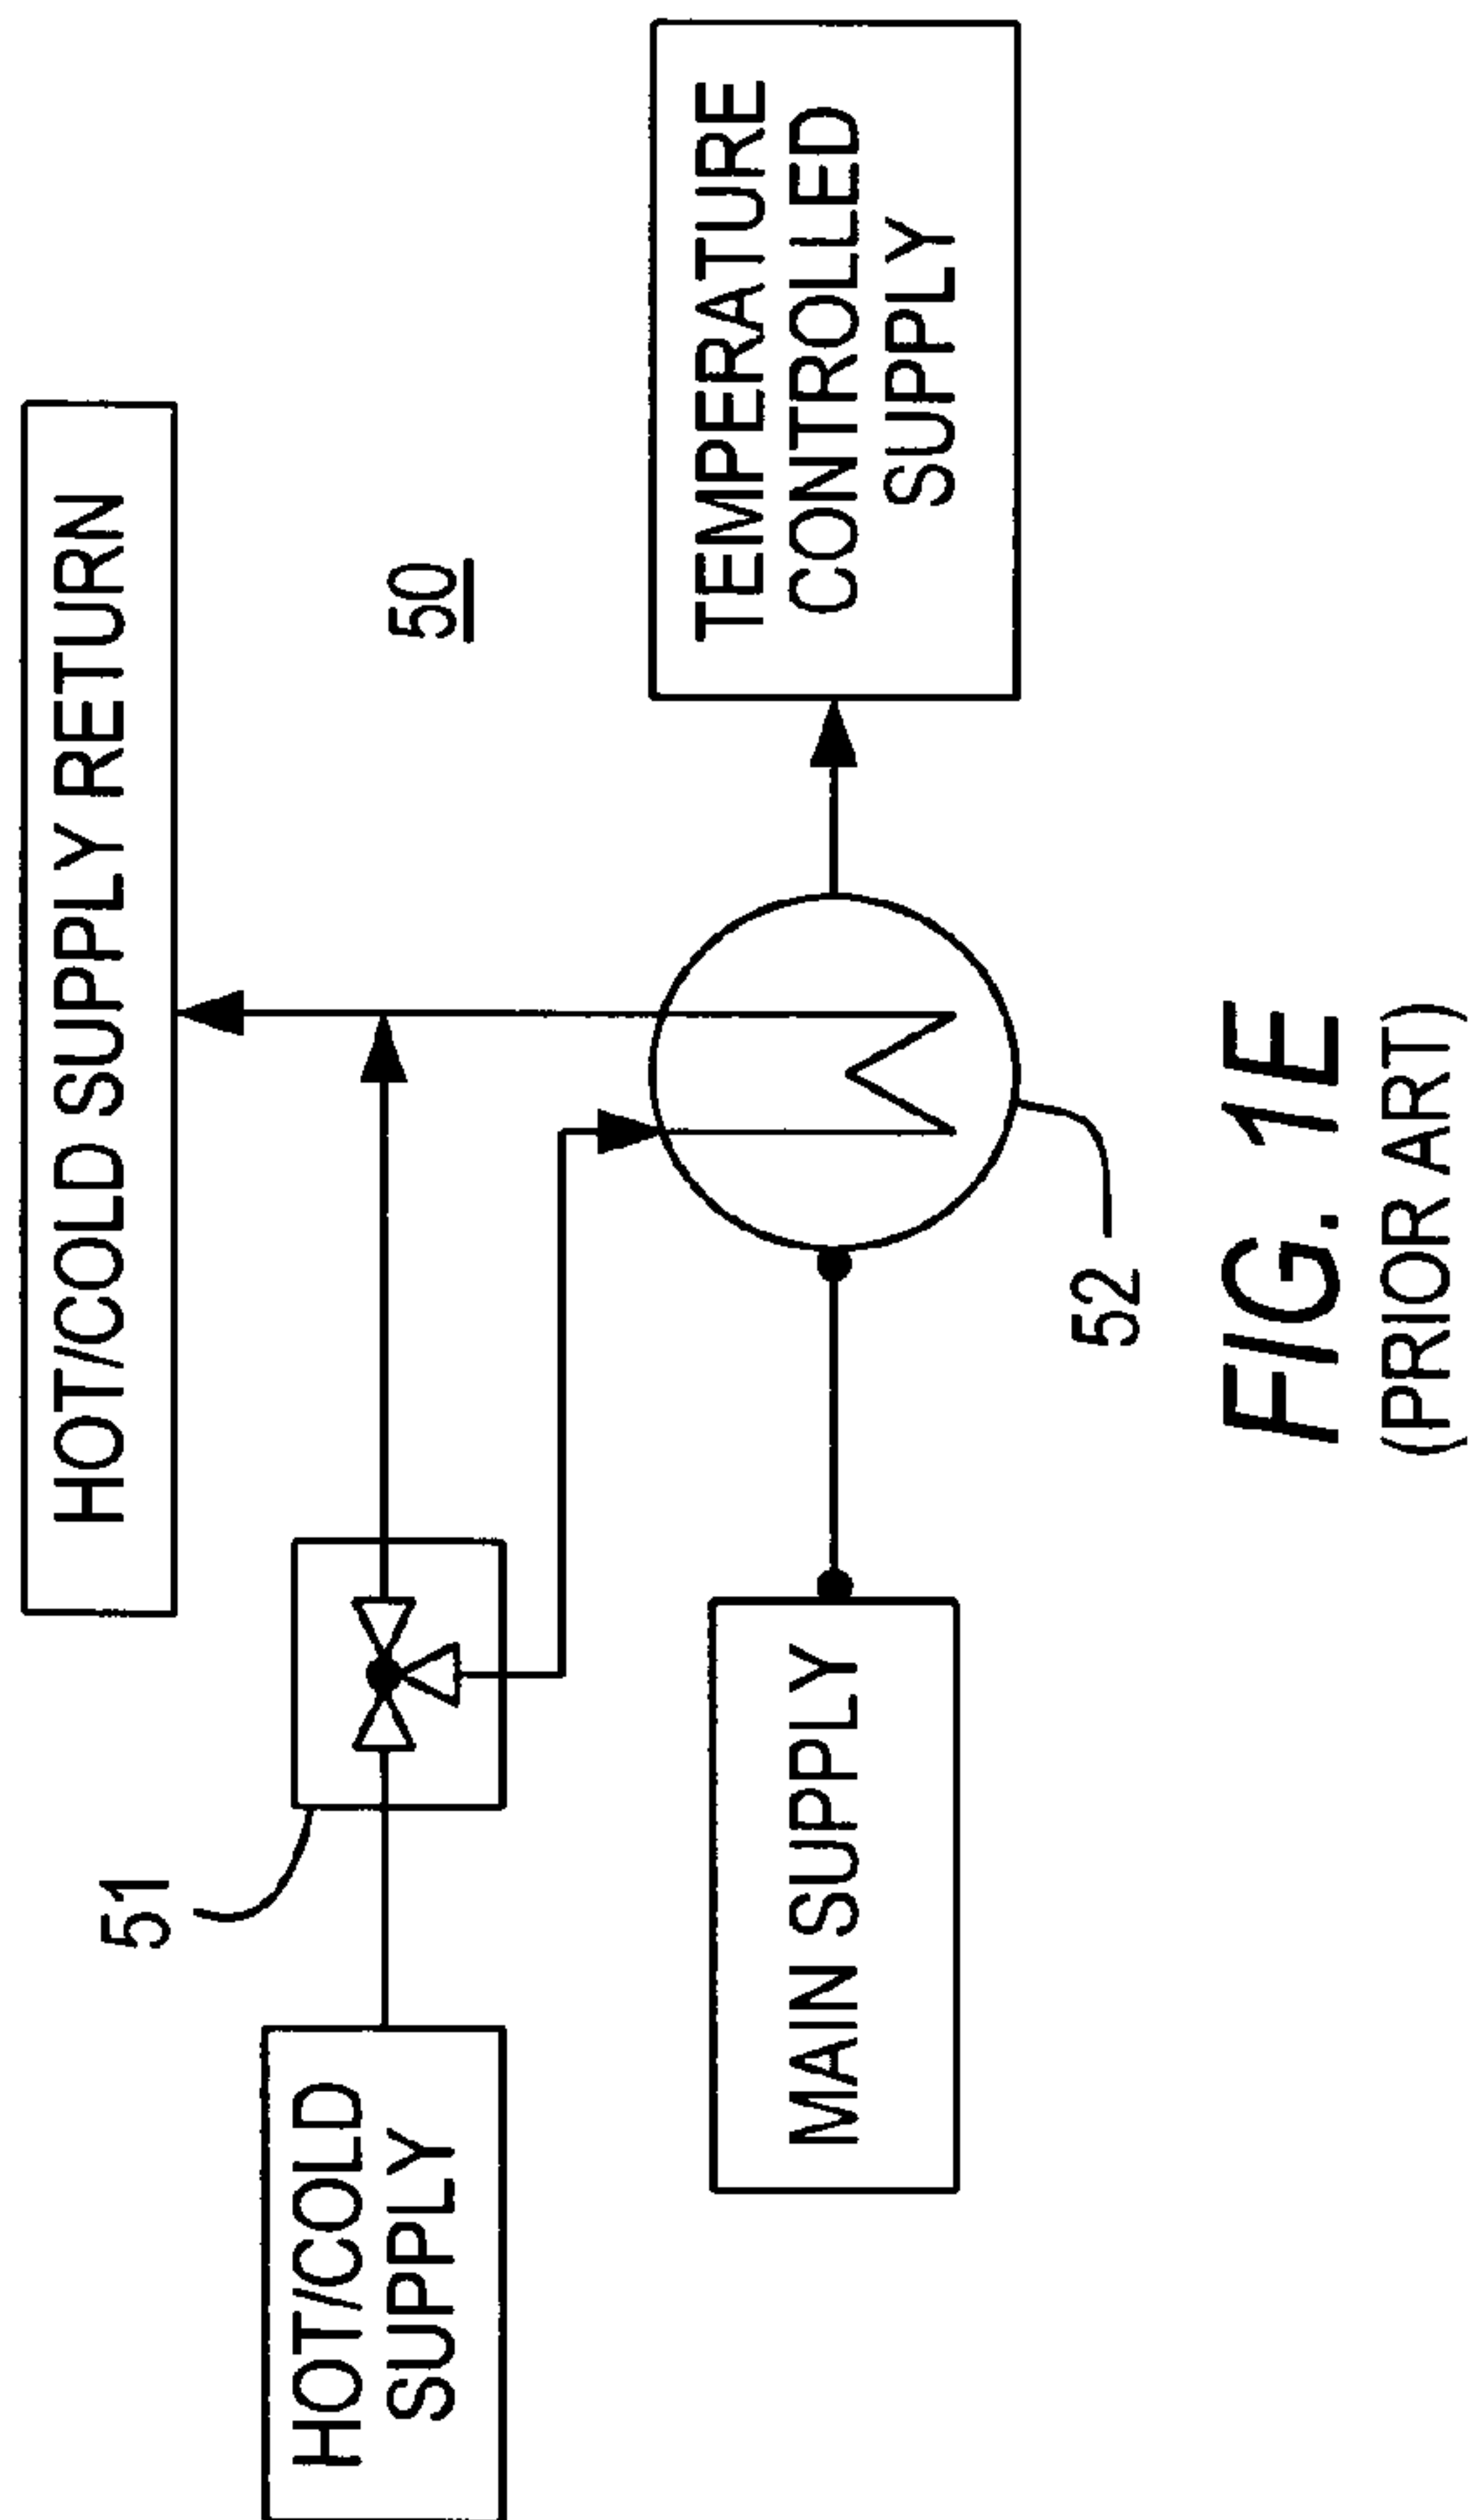 HOT/COLD SUPPLY RETURN
50
51
HOT/COLD
SUPPLY
TEMPERATURE
CONTROLLED
SUPPLY
MAIN SUPPLY
52
FIG. 1E
(PRIOR ART)